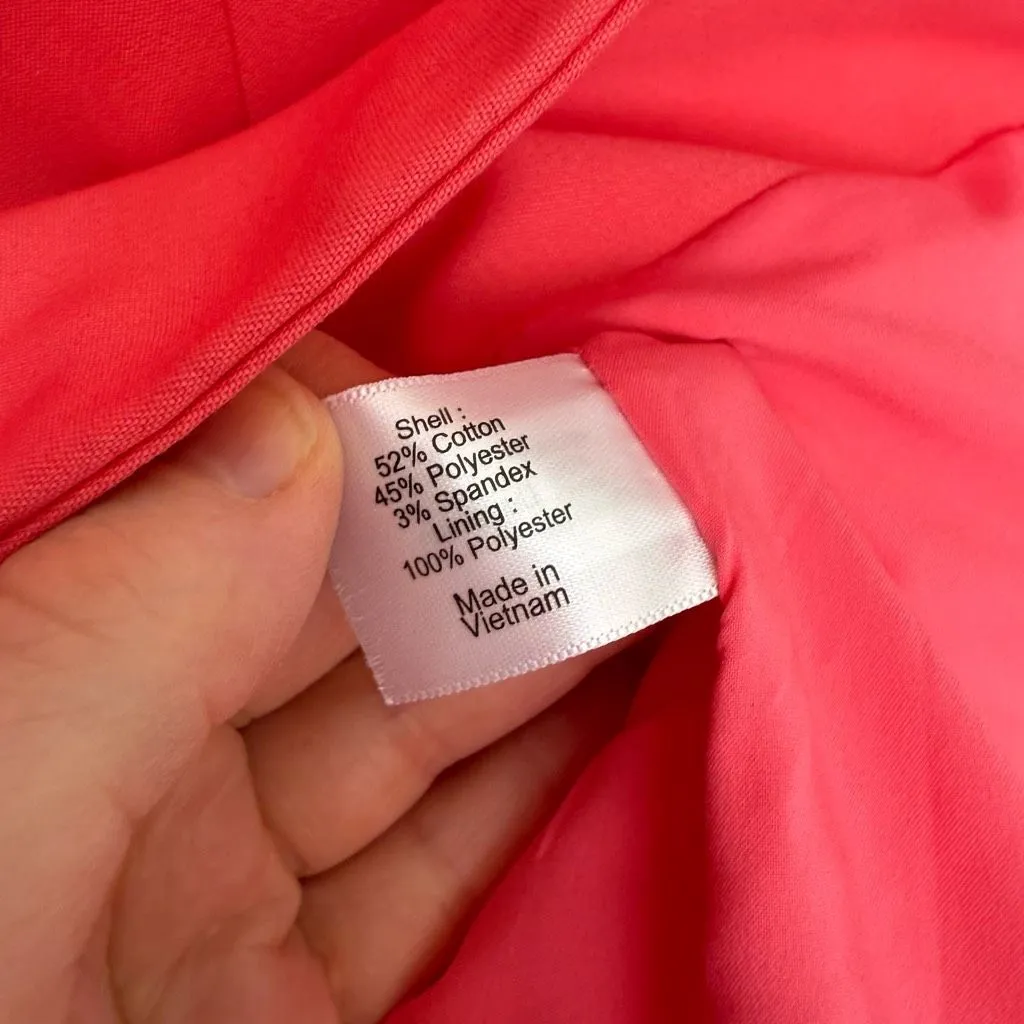 Shell :
52% Cotton
45% Polyester
3% Spandex
Lining :
100% Polyester
Made in
Vietnam